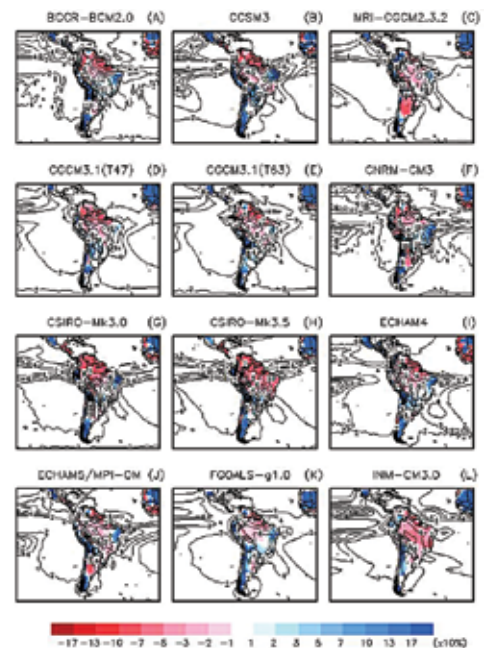 BCCR-BCM2.0 (A) CCSM3 (B) MRI-CGCM2.3.2 (C)
CGCM3.1(T47) (D) CGCM3.1(T63) (E) CNRM-CM3 (F)
CSIRO-Mk3.0 (G) CSIRO-Mk3.5 (H) ECHAM4 (I)
ECHAM5/MPI-OM (J) FGOALS-g1.0 (K) INM-CM3.0 (L)
-17 -13 -10 -7 -5 -3 -2 -1 1 2 3 5 7 10 13 17 (x10%)